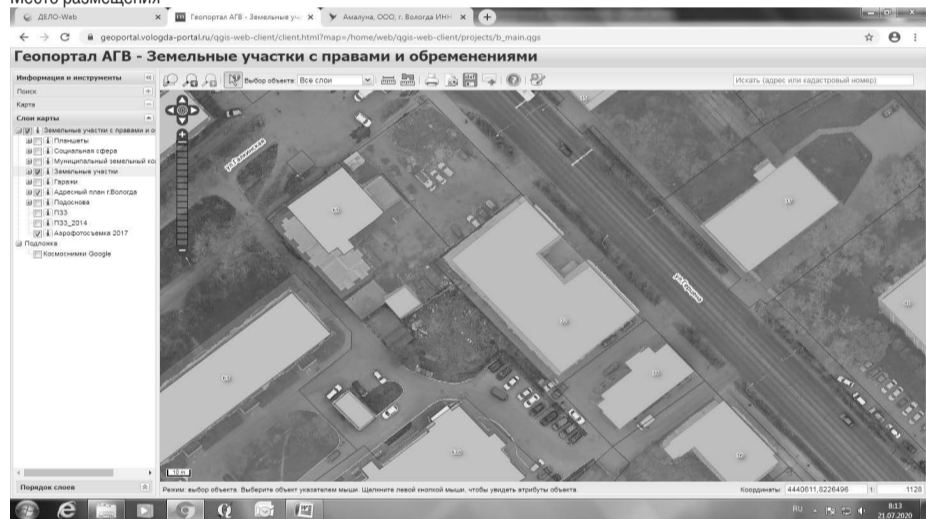 Место размещения
ДЕЛО-Web
Геопортал АГВ - Земельные уч
Амалуна, ООО, г. Вологда ИНН
geoportal.vologda-portal.ru/qgis-web-client/client.html?map=/home/web/qgis-web-client/projects/b_main.qgs
Геопортал АГВ - Земельные участки с правами и обременениями
Информация и инструменты
Выбор объекта: Все слои
Искать (адрес или кадастровый номер)
Поиск
Карта
Слои карты
Земельные участки с правами и о
Планшеты
Социальная сфера
Муниципальный земельный ко
Земельные участки
Гаражи
Адресный план г.Вологда
Подоснова
ПЗЗ
ПЗЗ_2014
Аэрофотосъемка 2017
Подложка
Космоснимки Google
ул.Герцена
10 m
Порядок слоев
Режим: выбор объекта. Выберите объект указателем мыши. Щелкните левой кнопкой мыши, чтобы увидеть атрибуты объекта.
Координаты: 4440611,8226496 1: 1128
RU
8:13
21.07.2020